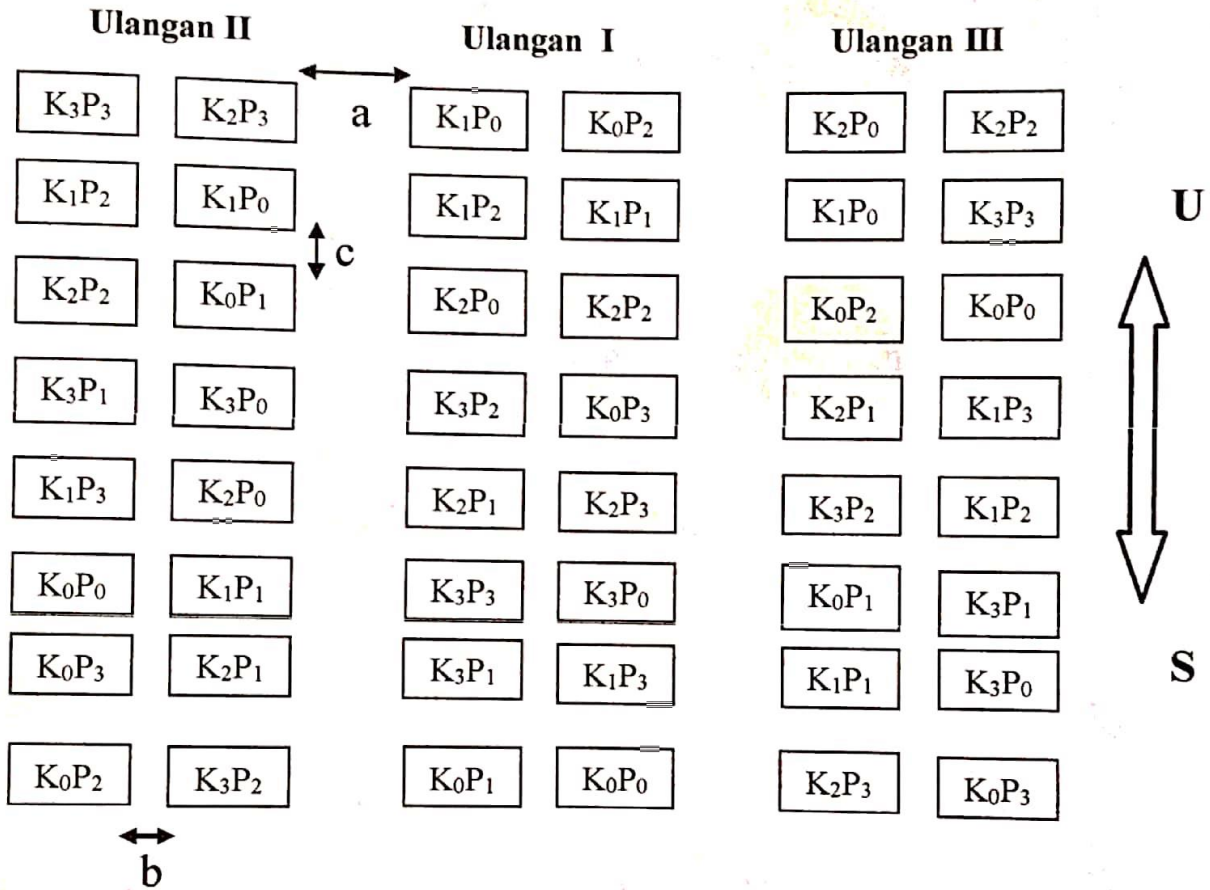 Ulangan II Ulangan I Ulangan III
K₃P₃ K₂P₃ a K₁P₀ K₀P₂ K₂P₀ K₂P₂
K₁P₂ K₁P₀ K₁P₂ K₁P₁ K₁P₀ K₃P₃ U
c
K₂P₂ K₀P₁ K₂P₀ K₂P₂ K₀P₂ K₀P₀
K₃P₁ K₃P₀ K₃P₂ K₀P₃ K₂P₁ K₁P₃
K₁P₃ K₂P₀ K₂P₁ K₂P₃ K₃P₂ K₁P₂
K₀P₀ K₁P₁ K₃P₃ K₃P₀ K₀P₁ K₃P₁
K₀P₃ K₂P₁ K₃P₁ K₁P₃ K₁P₁ K₃P₀ S
K₀P₂ K₃P₂ K₀P₁ K₀P₀ K₂P₃ K₀P₃
b